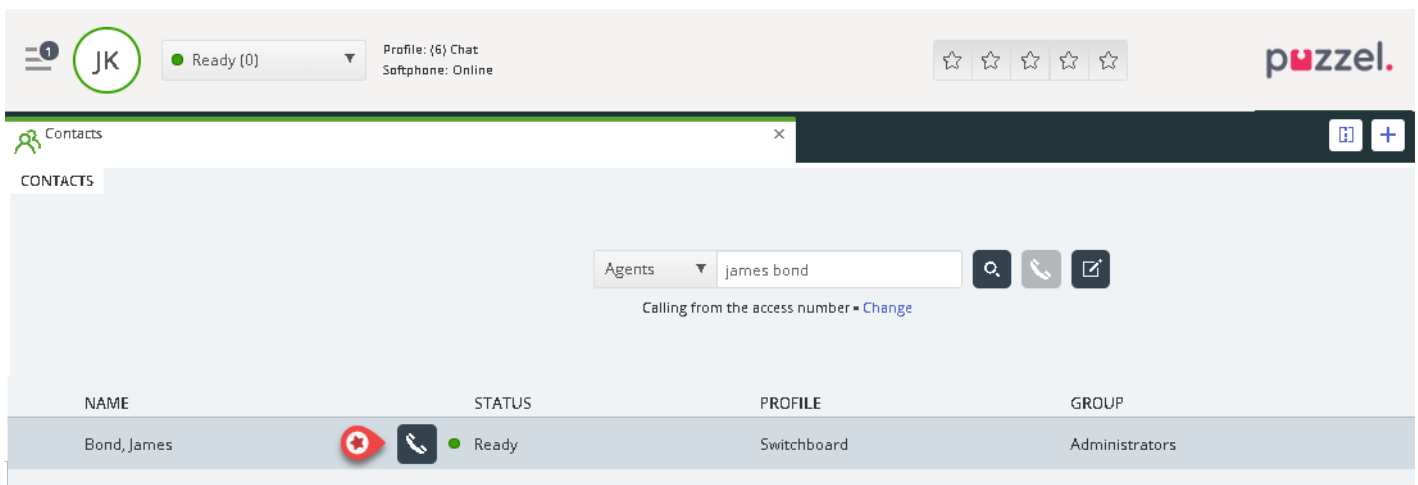 1
JK
Ready (0)
Profile: (6) Chat
Softphone: Online
puzzel.
Contacts
CONTACTS
Agents
james bond
Calling from the access number - Change
NAME STATUS PROFILE GROUP
Bond, James Ready Switchboard Administrators